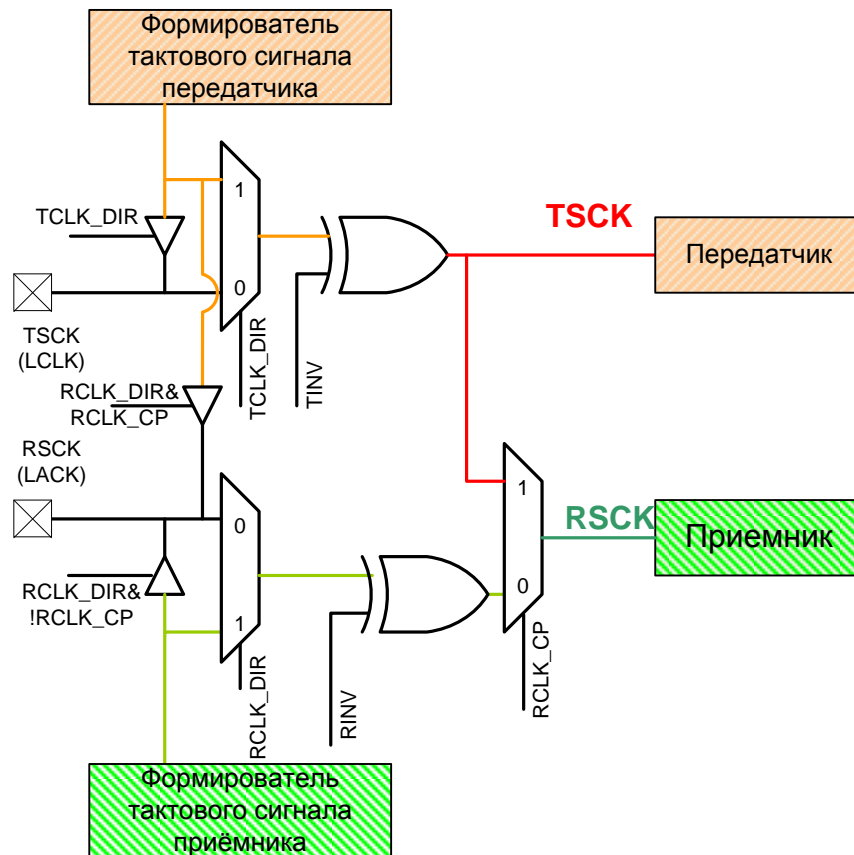 Формирователь
тактового сигнала
передатчика
TCLK_DIR
1
0
TSCK
(LCLK)
TCLK_DIR
TINV
TSCK
Передатчик
RCLK_DIR&
RCLK_CP
RSCK
(LACK)
0
1
RCLK_DIR&
!RCLK_CP
RCLK_DIR
RINV
1
0
RCLK_CP
RSCK
Приемник
Формирователь
тактового сигнала
приёмника